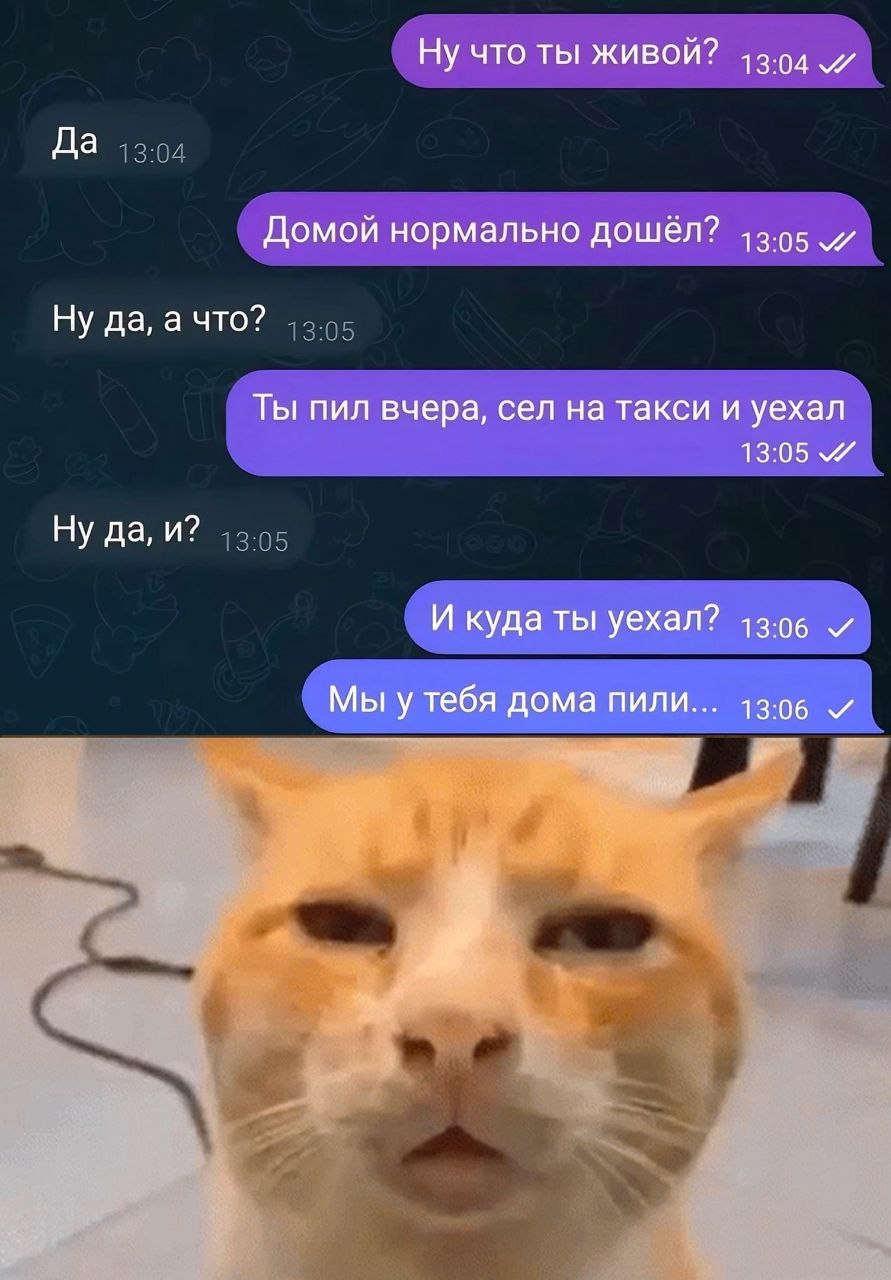 Ну что ты живой? 13:04
Да 13:04
Домой нормально дошёл? 13:05
Ну да, а что? 13:05
Ты пил вчера, сел на такси и уехал
13:05
Ну да, и? 13:05
И куда ты уехал? 13:06
Мы у тебя дома пили... 13:06